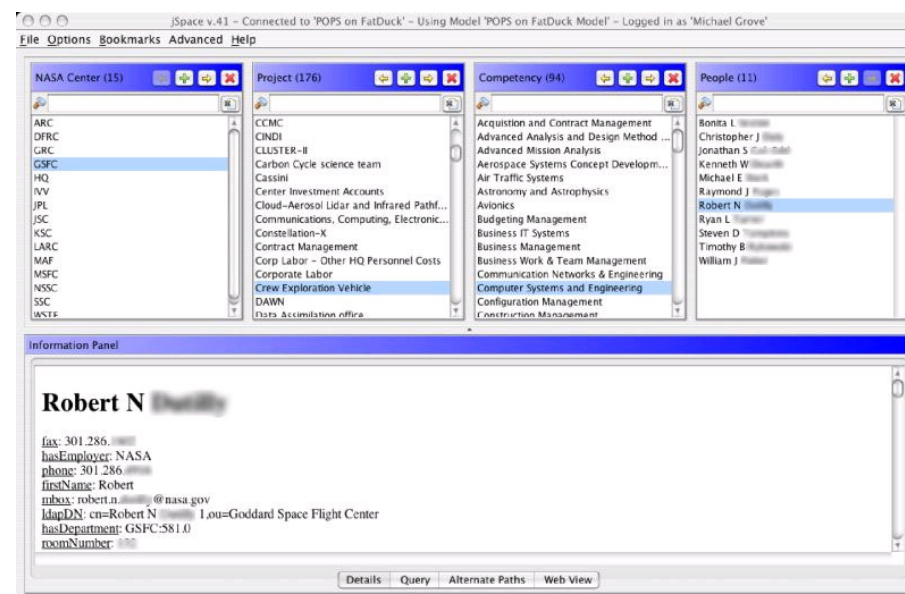 jSpace v.41 – Connected to 'POPS on FatDuck' – Using Model 'POPS on FatDuck Model' – Logged in as 'Michael Grove'
File Options Bookmarks Advanced Help
NASA Center (15)
ARC
DFRC
GRC
GSFC
HQ
IVV
JPL
JSC
KSC
LARC
MAF
MSFC
NSSC
SSC
WSTF
Project (176)
CCMC
CINDI
CLUSTER-II
Carbon Cycle science team
Cassini
Center Investment Accounts
Cloud-Aerosol Lidar and Infrared Pathf...
Communications, Computing, Electronic...
Constellation-X
Contract Management
Corp Labor – Other HQ Personnel Costs
Corporate Labor
Crew Exploration Vehicle
DAWN
Data Assimilation office
Competency (94)
Acquistion and Contract Management
Advanced Analysis and Design Method ...
Advanced Mission Analysis
Aerospace Systems Concept Developm...
Air Traffic Systems
Astronomy and Astrophysics
Avionics
Budgeting Management
Business IT Systems
Business Management
Business Work & Team Management
Communication Networks & Engineering
Computer Systems and Engineering
Configuration Management
Construction Management
People (11)
Bonita L
Christopher J
Jonathan S
Kenneth W
Michael E
Raymond J
Robert N
Ryan L
Steven D
Timothy B
William J
Information Panel
Robert N
fax: 301.286.
hasEmployer: NASA
phone: 301.286.
firstName: Robert
mbox: robert.n. @nasa.gov
ldapDN: cn=Robert N 1,ou=Goddard Space Flight Center
hasDepartment: GSFC:581.0
roomNumber:
Details Query Alternate Paths Web View